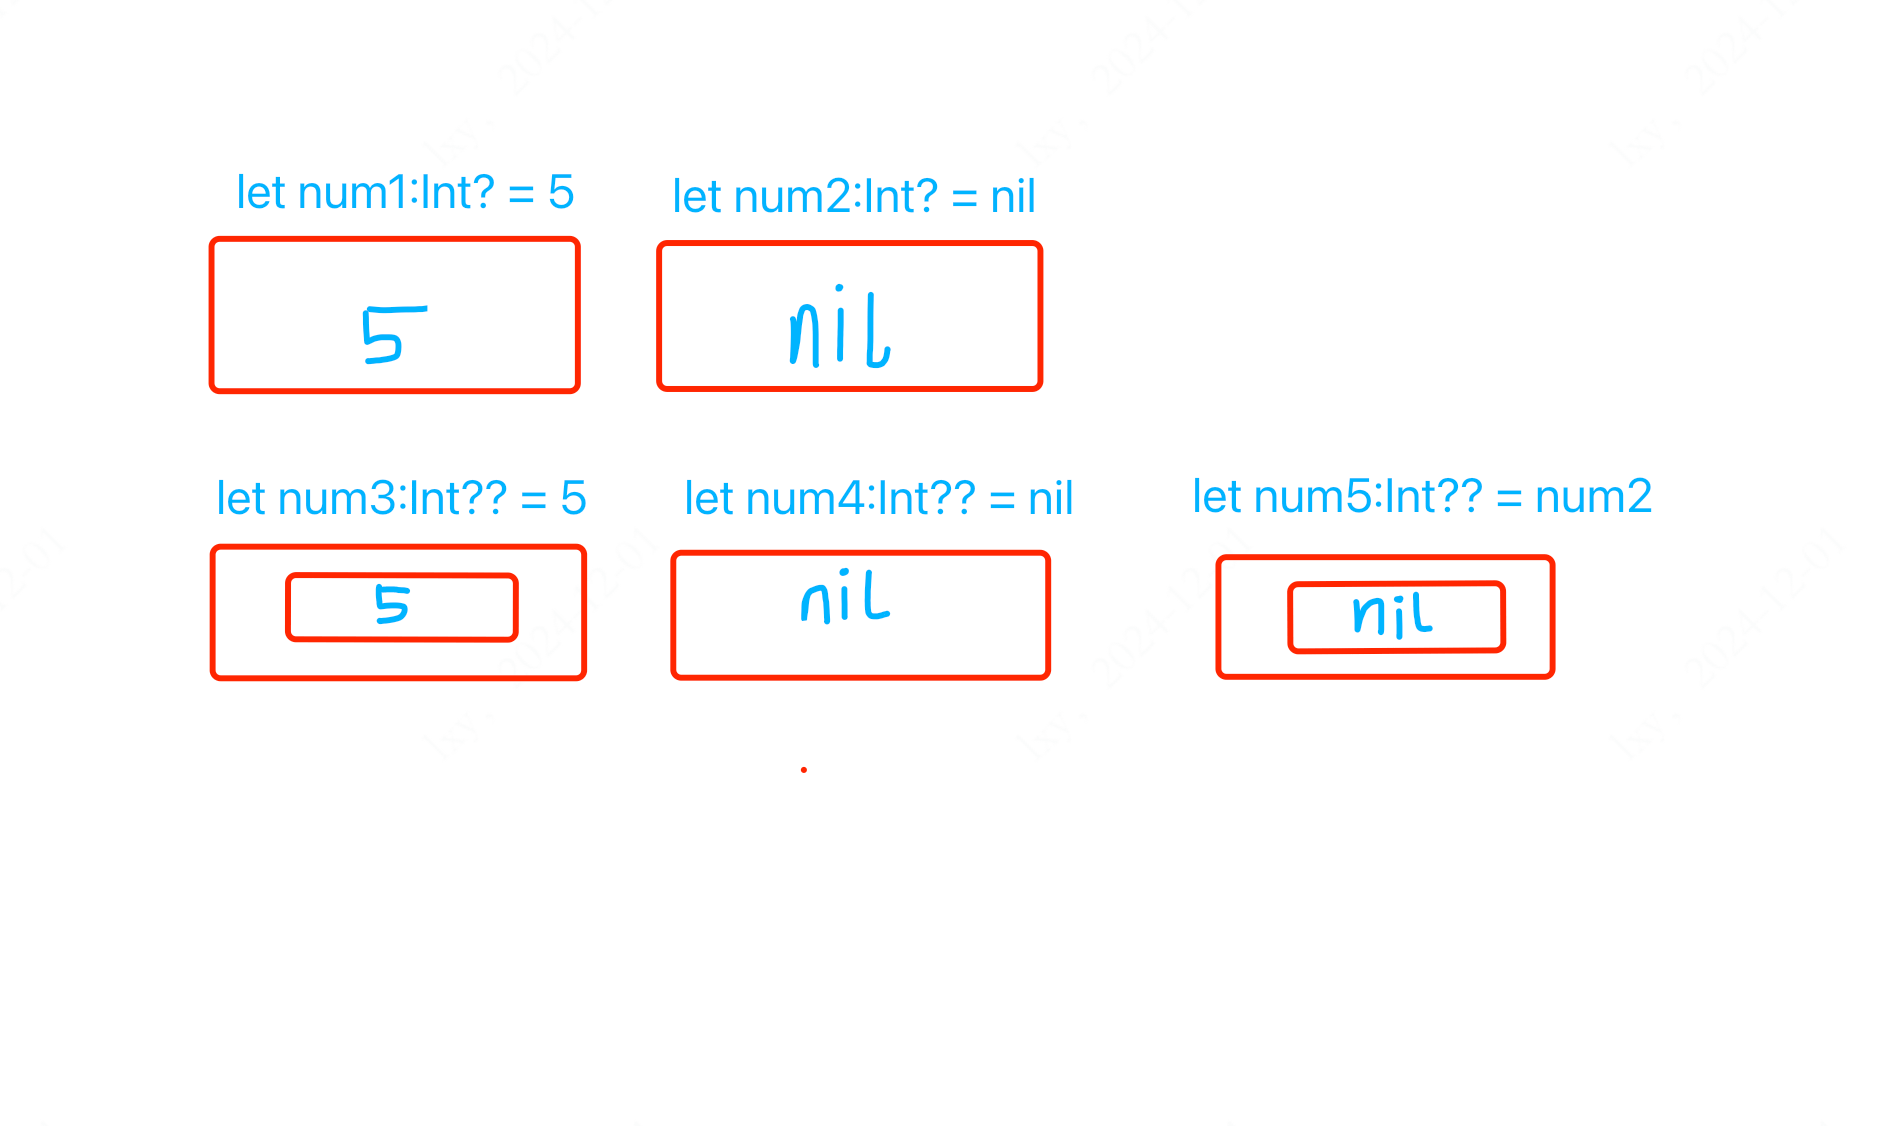 let num1:Int? = 5
let num2:Int? = nil
5
nil
let num3:Int?? = 5
let num4:Int?? = nil
let num5:Int?? = num2
5
nil
nil